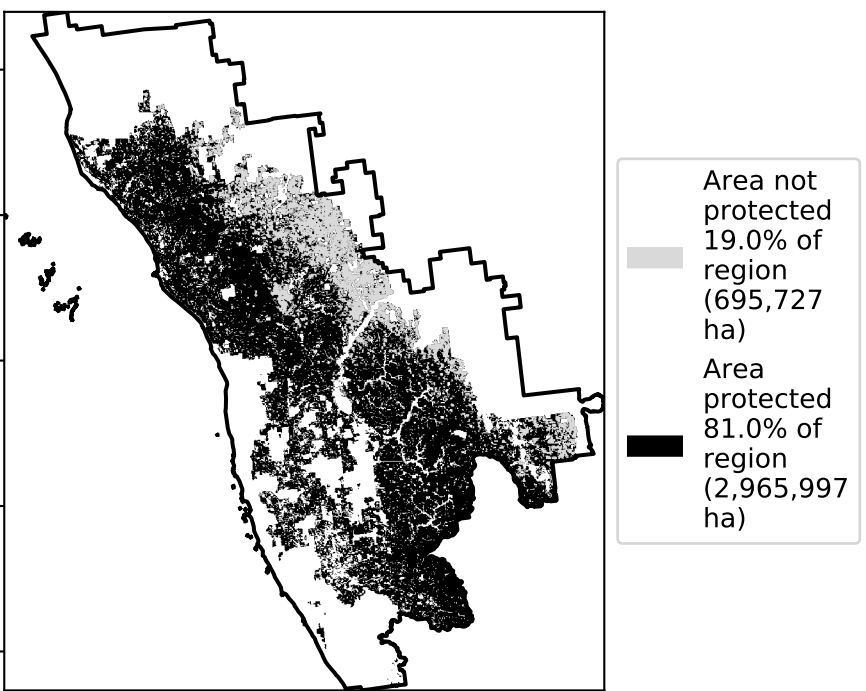 Area not
protected
19.0% of
region
(695,727
ha)
Area
protected
81.0% of
region
(2,965,997
ha)